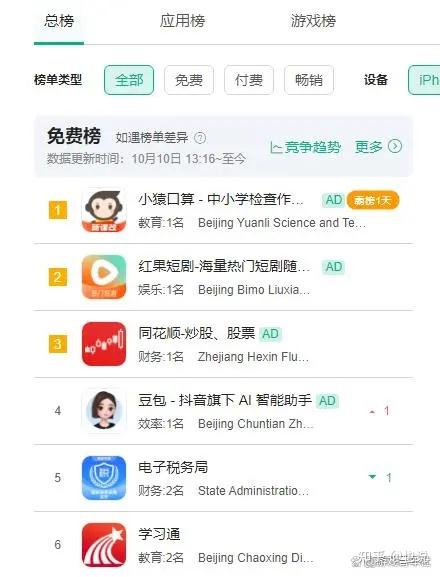 总榜 应用榜 游戏榜
榜单类型 全部 免费 付费 畅销 设备 iPh
免费榜 如遇榜单差异 ? 竞争趋势 更多
数据更新时间：10月10日 13:16~至今
1 小猿口算 - 中小学检查作... AD 霸榜1天
教育:1名 Beijing Yuanli Science and Te...
2 红果短剧-海量热门短剧随... AD
娱乐:1名 Beijing Bimo Liuxia...
3 同花顺-炒股、股票 AD
财务:1名 Zhejiang Hexin Flu...
4 豆包 - 抖音旗下 AI 智能助手 AD 1
效率:1名 Beijing Chuntian Zh...
5 电子税务局 1
财务:2名 State Administratio...
6 学习通
教育:2名 Beijing Chaoxing Di...